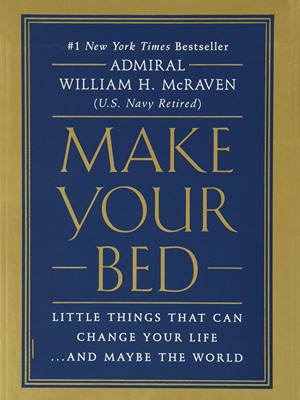 #1 New York Times Bestseller
ADMIRAL
WILLIAM H. McRAVEN
(U.S. Navy Retired)
MAKE
YOUR
BED
LITTLE THINGS THAT CAN
CHANGE YOUR LIFE
...AND MAYBE THE WORLD